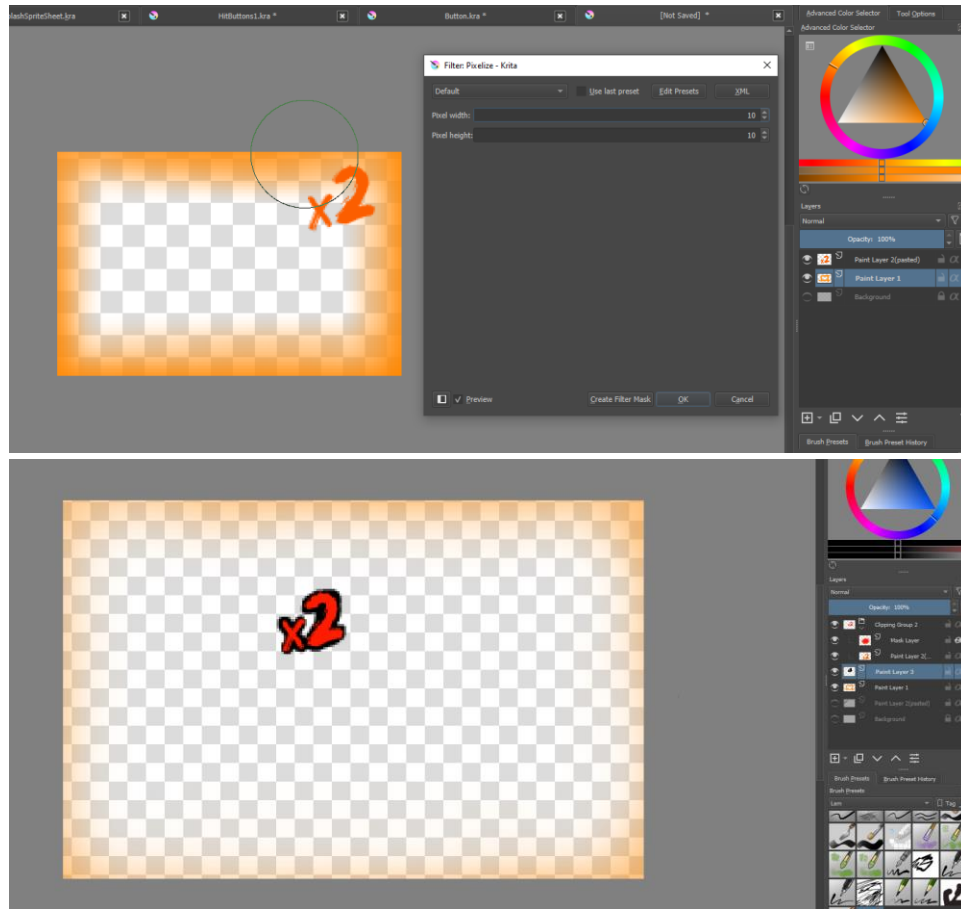 lashSpriteSheet.kra
HitButtons1.kra *
Button.kra *
[Not Saved] *
Advanced Color Selector
Tool Options
Advanced Color Selector
Filter: Pixelize - Krita
Default
Use last preset
Edit Presets
XML
Pixel width:
10
Pixel height:
10
x2
Preview
Create Filter Mask
OK
Cancel
Layers
Normal
Opacity: 100%
Paint Layer 2(pasted)
Paint Layer 1
Background
Brush Presets
Brush Preset History
x2
Layers
Normal
Opacity: 100%
Clipping Group 2
Mask Layer
Paint Layer 2(...
Paint Layer 3
Paint Layer 1
Paint Layer 2(pasted)
Background
Brush Presets
Brush Preset History
Brush Presets
Tag